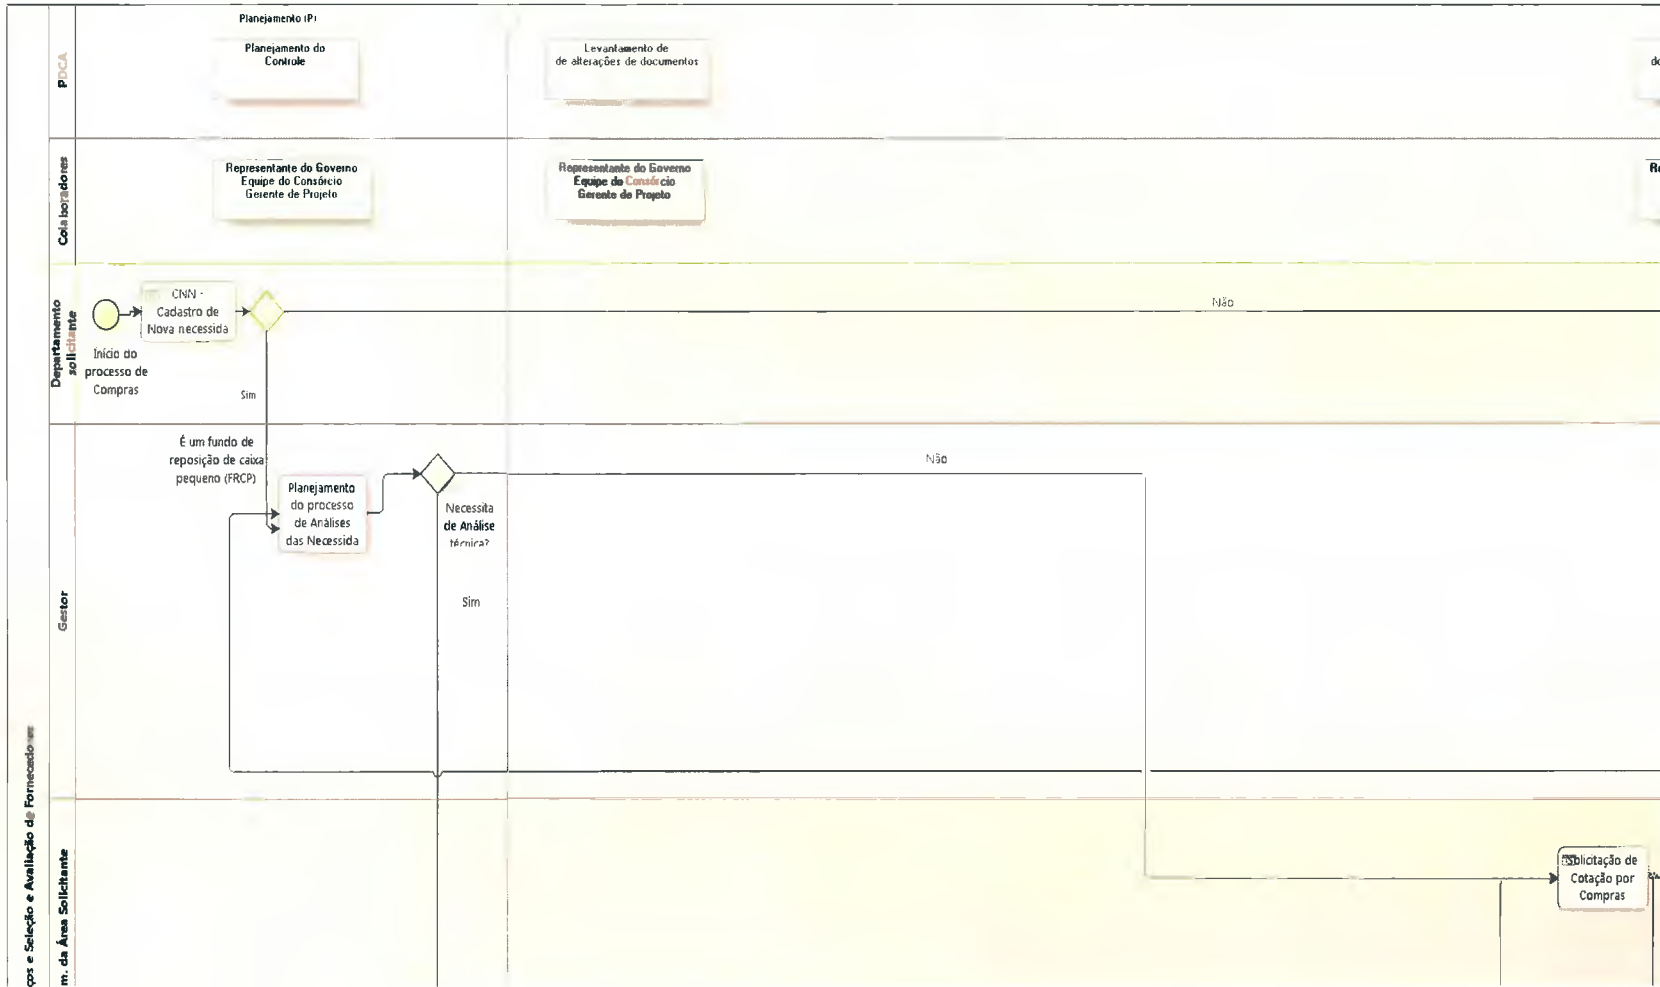 Planejamento (P)
Planejamento do
Controle
Levantamento de
de alterações de documentos
PDCA
Colaboradores
Representante do Governo
Equipe do Consórcio
Gerente de Projeto
Representante do Governo
Equipe do Consórcio
Gerente de Projeto
Departamento
solicitante
CNN -
Cadastro de
Nova necessida
Início do
processo de
Compras
Não
Sim
É um fundo de
reposição de caixa
pequeno (FRCP)
Gestor
Planejamento
do processo
de Análises
das Necessida
Necessita
de Análise
técnica?
Não
Sim
ços e Seleção e Avaliação de Fornecedores
m. da Área Solicitante
Solicitação de
Cotação por
Compras